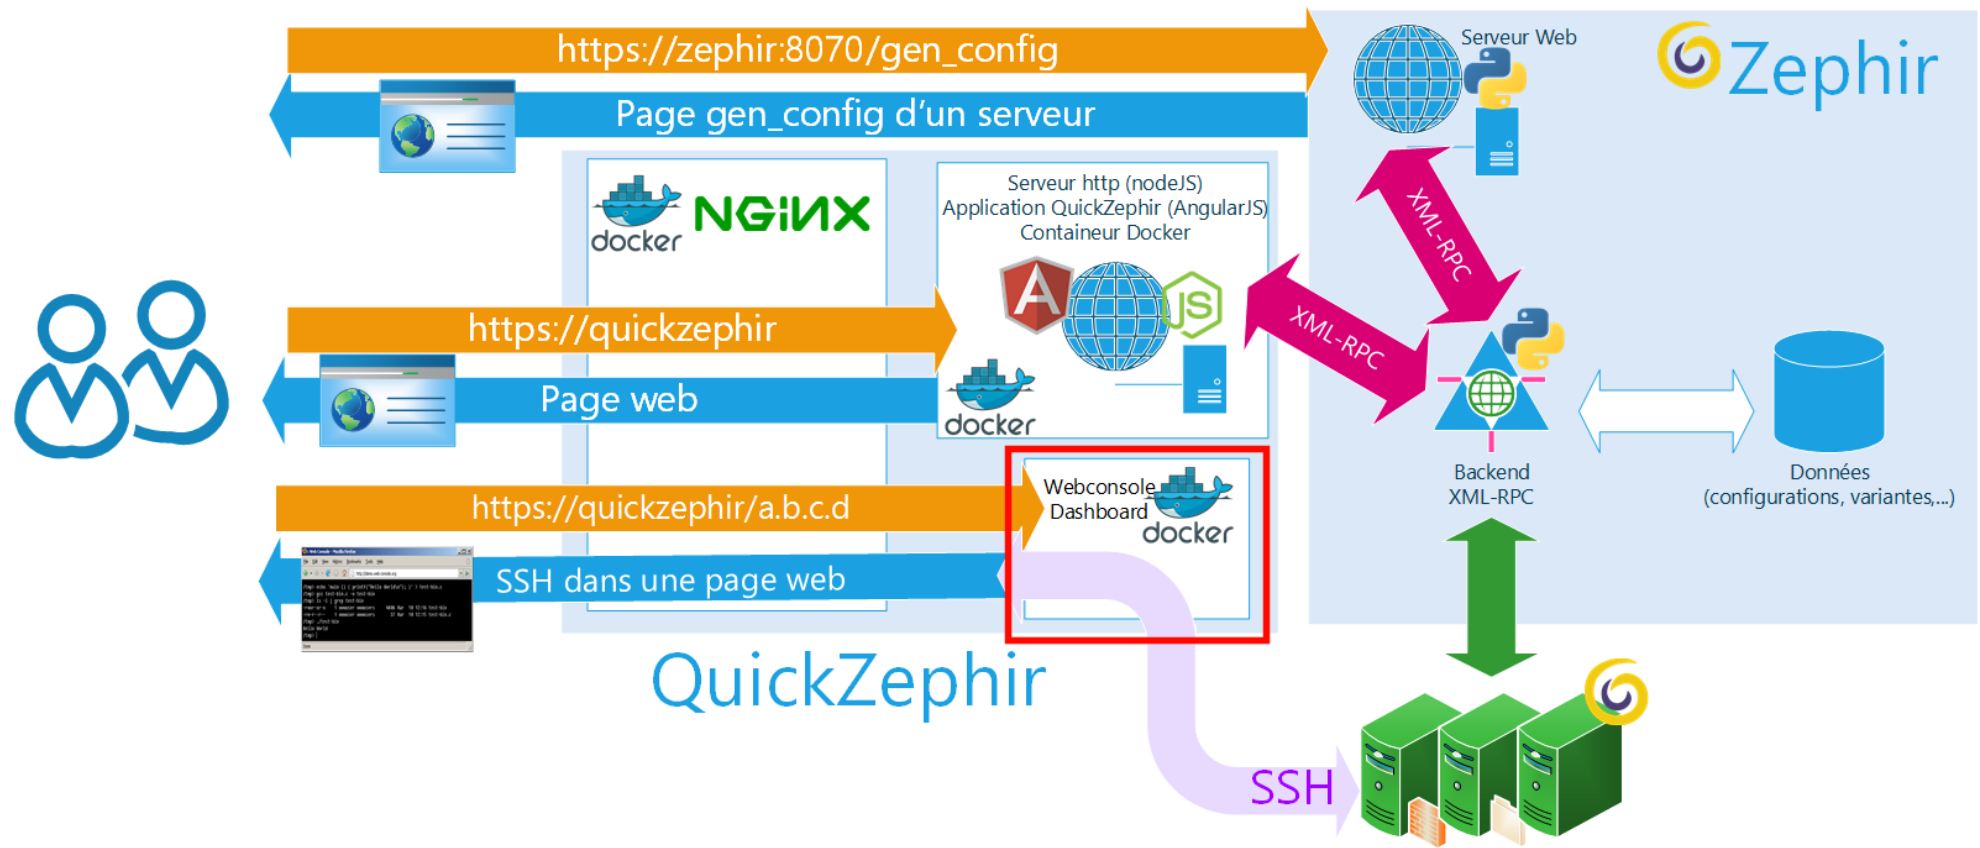 https://zephir:8070/gen_config
Serveur Web
Zephir
Page gen_config d'un serveur
docker
NGINX
Serveur http (nodeJS)
Application QuickZephir (AngularJS)
Containeur Docker
XML-RPC
A
JS
https://quickzephir
XML-RPC
Page web
docker
Backend
XML-RPC
Données
(configurations, variantes,...)
https://quickzephir/a.b.c.d
Webconsole
Dashboard
docker
SSH dans une page web
QuickZephir
SSH